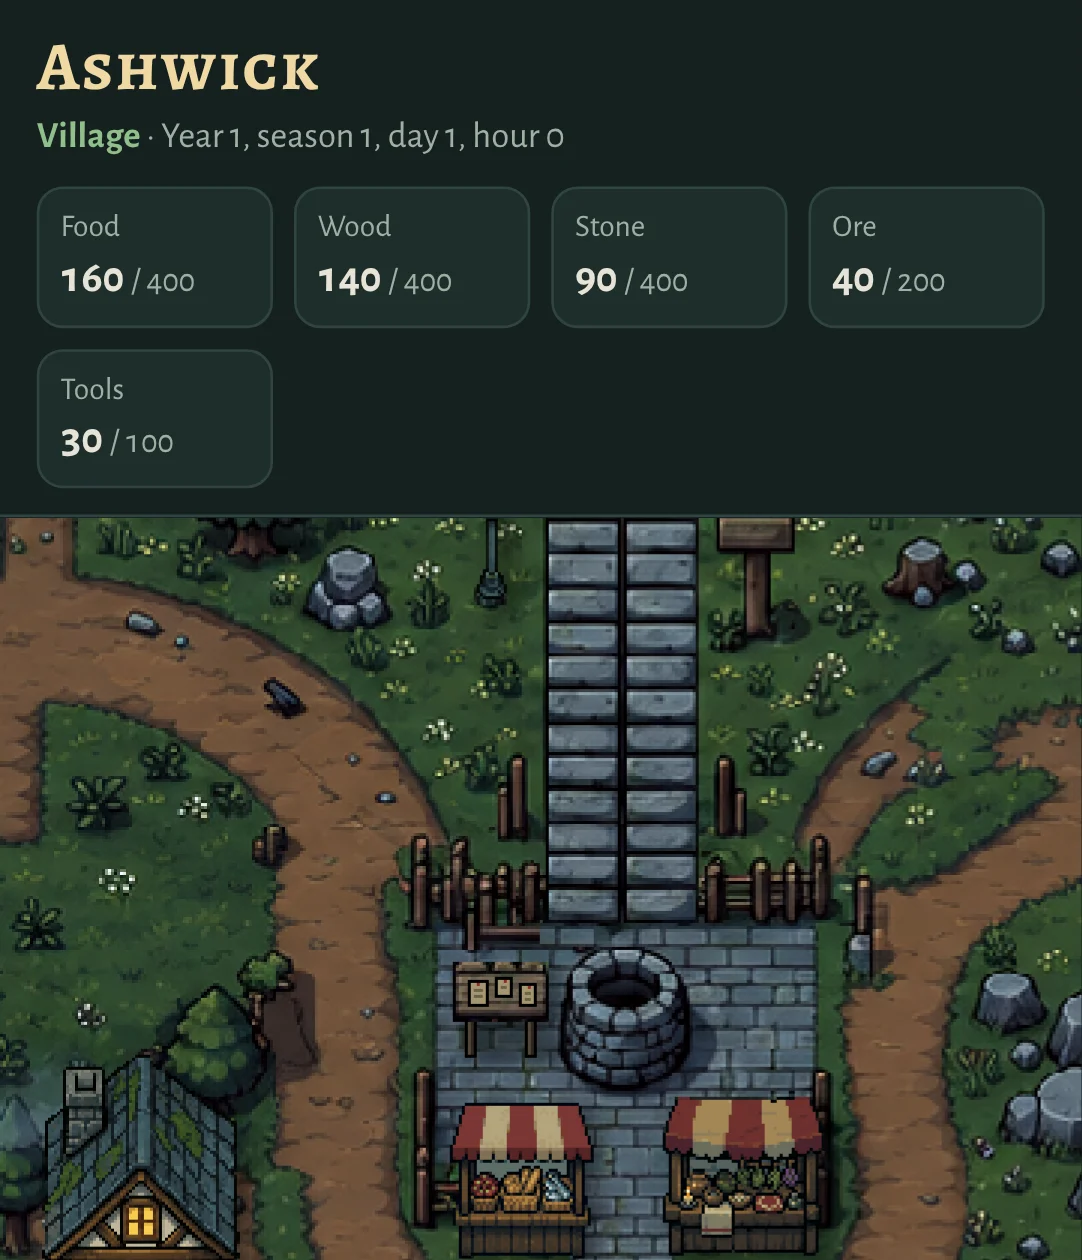 Ashwick
Village · Year 1, season 1, day 1, hour 0
Food
160 / 400
Wood
140 / 400
Stone
90 / 400
Ore
40 / 200
Tools
30 / 100